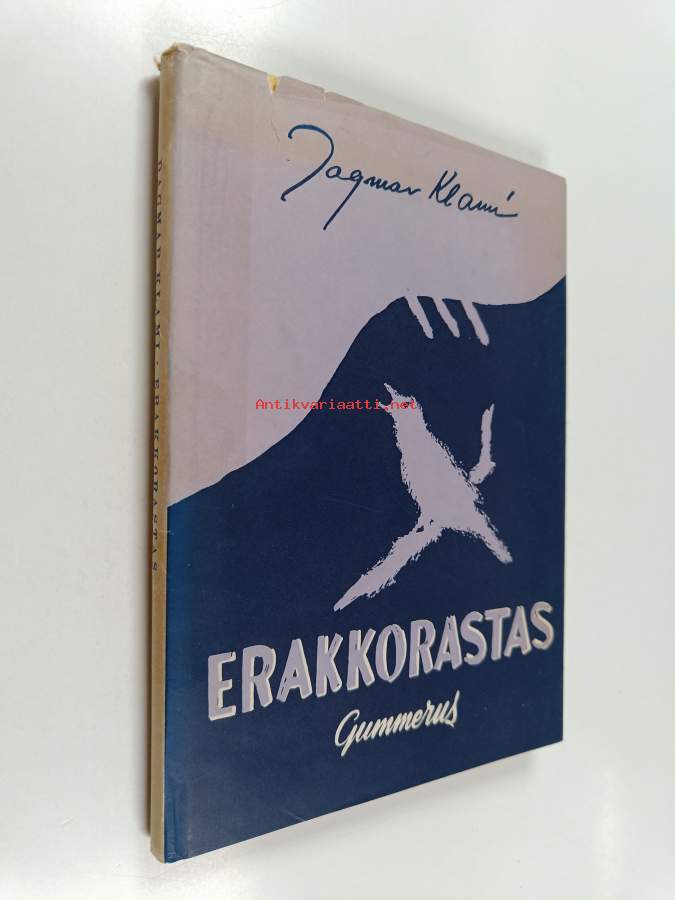 Dagmar Klami
Antikvariaatti.net
ERAKKORASTAS
Gummerus
DAGMAR KLAMI · ERAKKORASTAS